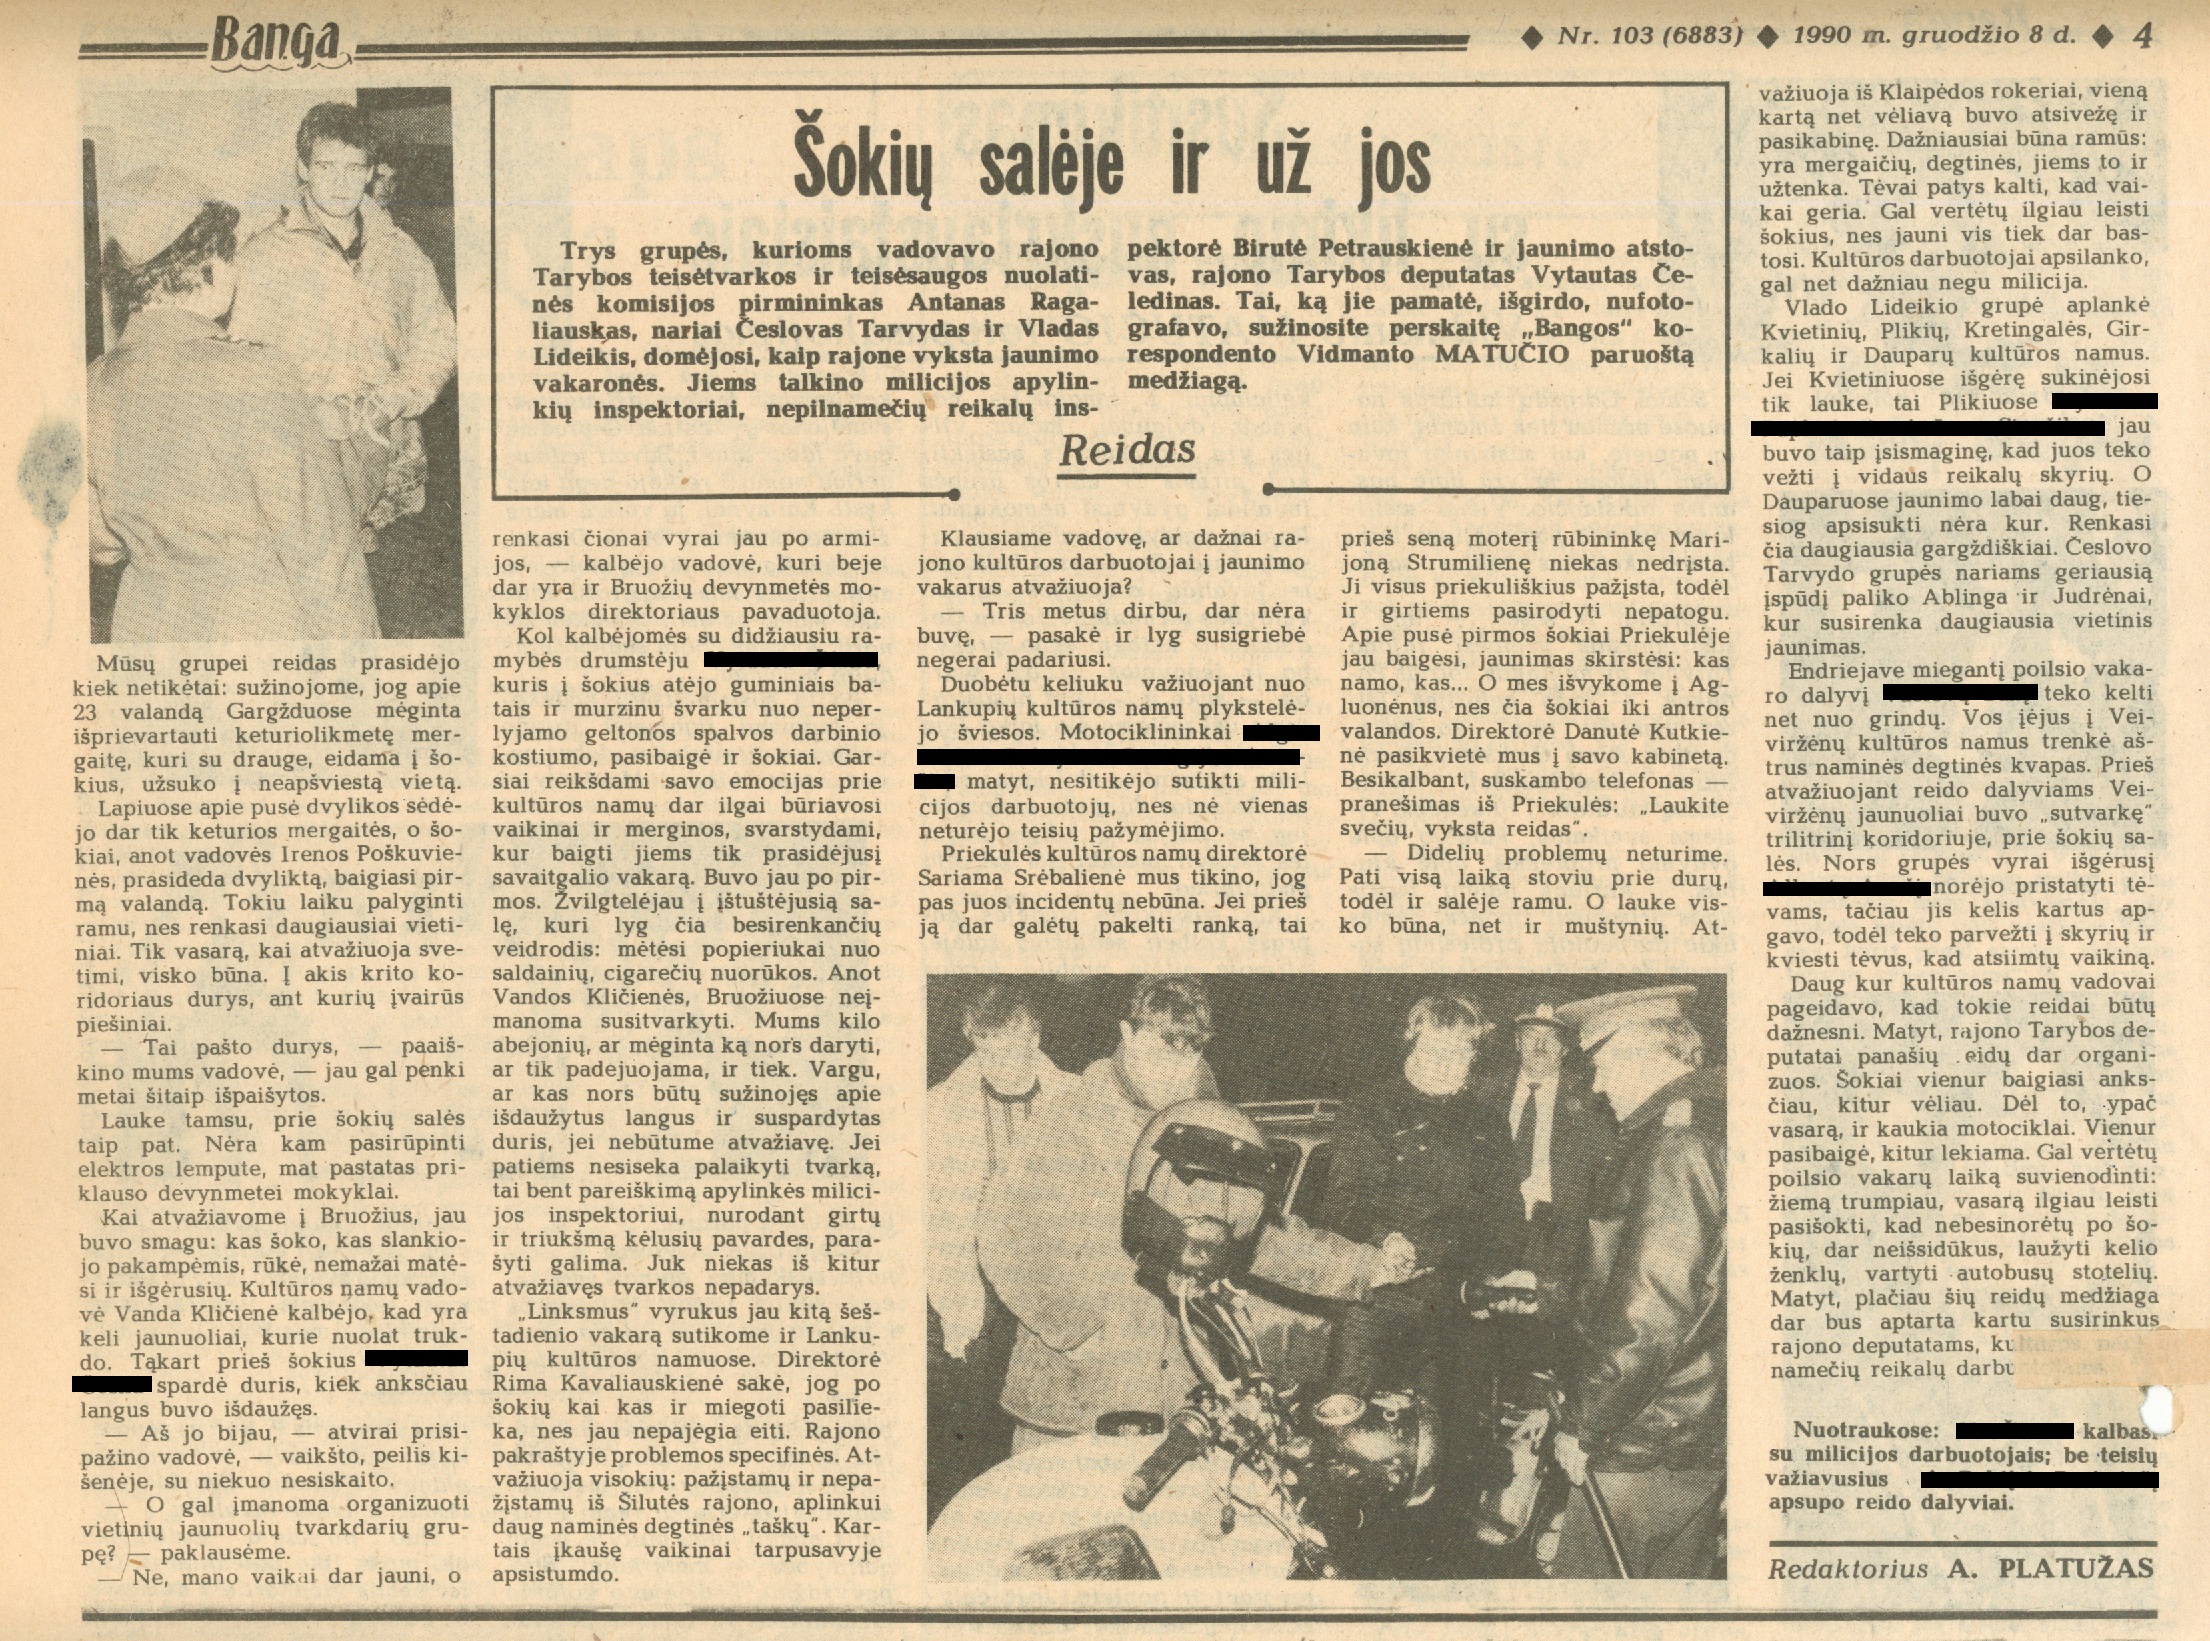 Banga
◆ Nr. 103 (6883) ◆ 1990 m. gruodžio 8 d. ◆ 4
Šokių salėje ir už jos
Trys grupės, kurioms vadovavo rajono
Tarybos teisėtvarkos ir teisėsaugos nuolati-
nės komisijos pirmininkas Antanas Raga-
liauskas, nariai Česlovas Tarvydas ir Vladas
Lideikis, domėjosi, kaip rajone vyksta jaunimo
vakaronės. Jiems talkino milicijos apylin-
kių inspektoriai, nepilnamečių reikalų ins-
pektorė Birutė Petrauskienė ir jaunimo atsto-
vas, rajono Tarybos deputatas Vytautas Če-
ledinas. Tai, ką jie pamatė, išgirdo, nufoto-
grafavo, sužinosite perskaitę „Bangos“ ko-
respondento Vidmanto MATUČIO paruoštą
medžiagą.
Reidas
Mūsų grupei reidas prasidėjo
kiek netikėtai: sužinojome, jog apie
23 valandą Gargžduose mėginta
išprievartauti keturiolikmetę mer-
gaitę, kuri su drauge, eidama į šo-
kius, užsuko į neapšviestą vietą.
Lapiuose apie pusę dvylikos sėdė-
jo dar tik keturios mergaitės, o šo-
kiai, anot vadovės Irenos Poškuvie-
nės, prasideda dvyliktą, baigiasi pir-
mą valandą. Tokiu laiku palyginti
ramu, nes renkasi daugiausiai vieti-
niai. Tik vasarą, kai atvažiuoja sve-
timi, visko būna. Į akis krito ko-
ridoriaus durys, ant kurių įvairūs
piešiniai.
— Tai pašto durys, — paaiš-
kino mums vadovė, — jau gal penki
metai šitaip išpaišytos.
Lauke tamsu, prie šokių salės
taip pat. Nėra kam pasirūpinti
elektros lempute, mat pastatas pri-
klauso devynmetei mokyklai.
Kai atvažiavome į Bruožius, jau
buvo smagu: kas šoko, kas slankio-
jo pakampėmis, rūkė, nemažai matė-
si ir išgėrusių. Kultūros namų vado-
vė Vanda Kličienė kalbėjo, kad yra
keli jaunuoliai, kurie nuolat truk-
do. Tąkart prieš šokius
spardė duris, kiek anksčiau
langus buvo išdaužęs.
— Aš jo bijau, — atvirai prisi-
pažino vadovė, — vaikšto, peilis ki-
šenėje, su niekuo nesiskaito.
— O gal įmanoma organizuoti
vietinių jaunuolių tvarkdarių gru-
pę? — paklausėme.
— Ne, mano vaikai dar jauni, o
renkasi čionai vyrai jau po armi-
jos, — kalbėjo vadovė, kuri beje
dar yra ir Bruožių devynmetės mo-
kyklos direktoriaus pavaduotoja.
Kol kalbėjomės su didžiausiu ra-
mybės drumstėju
kuris į šokius atėjo guminiais ba-
tais ir murzinu švarku nuo neper-
lyjamo geltonos spalvos darbinio
kostiumo, pasibaigė ir šokiai. Gar-
siai reikšdami savo emocijas prie
kultūros namų dar ilgai būriavosi
vaikinai ir merginos, svarstydami,
kur baigti jiems tik prasidėjusį
savaitgalio vakarą. Buvo jau po pir-
mos. Žvilgtelėjau į ištuštėjusią sa-
lę, kuri lyg čia besirenkančių
veidrodis: mėtėsi popieriukai nuo
saldainių, cigarečių nuorūkos. Anot
Vandos Kličienės, Bruožiuose neį-
manoma susitvarkyti. Mums kilo
abejonių, ar mėginta ką nors daryti,
ar tik padejuojama, ir tiek. Vargu,
ar kas nors būtų sužinojęs apie
išdaužytus langus ir suspardytas
duris, jei nebūtume atvažiavę. Jei
patiems nesiseka palaikyti tvarką,
tai bent pareiškimą apylinkės milici-
jos inspektoriui, nurodant girtų
ir triukšmą kėlusių pavardes, para-
šyti galima. Juk niekas iš kitur
atvažiavęs tvarkos nepadarys.
„Linksmus“ vyrukus jau kitą šeš-
tadienio vakarą sutikome ir Lanku-
pių kultūros namuose. Direktorė
Rima Kavaliauskienė sakė, jog po
šokių kai kas ir miegoti pasilie-
ka, nes jau nepajėgia eiti. Rajono
pakraštyje problemos specifinės. At-
važiuoja visokių: pažįstamų ir nepa-
žįstamų iš Šilutės rajono, aplinkui
daug naminės degtinės „taškų“. Kar-
tais įkaušę vaikinai tarpusavyje
apsistumdo.
Klausiame vadovę, ar dažnai ra-
jono kultūros darbuotojai į jaunimo
vakarus atvažiuoja?
— Tris metus dirbu, dar nėra
buvę, — pasakė ir lyg susigriebė
negerai padariusi.
Duobėtu keliuku važiuojant nuo
Lankupių kultūros namų plykstelė-
jo šviesos. Motociklininkai
matyt, nesitikėjo sutikti mili-
cijos darbuotojų, nes nė vienas
neturėjo teisių pažymėjimo.
Priekulės kultūros namų direktorė
Sariama Srėbalienė mus tikino, jog
pas juos incidentų nebūna. Jei prieš
ją dar galėtų pakelti ranką, tai
prieš seną moterį rūbininkę Mari-
joną Strumilienę niekas nedrįsta.
Ji visus priekuliškius pažįsta, todėl
ir girtiems pasirodyti nepatogu.
Apie pusę pirmos šokiai Priekulėje
jau baigėsi, jaunimas skirstėsi: kas
namo, kas... O mes išvykome į Ag-
luonėnus, nes čia šokiai iki antros
valandos. Direktorė Danutė Kutkie-
nė pasikvietė mus į savo kabinetą.
Besikalbant, suskambo telefonas —
pranešimas iš Priekulės: „Laukite
svečių, vyksta reidas“.
— Didelių problemų neturime.
Pati visą laiką stoviu prie durų,
todėl ir salėje ramu. O lauke vis-
ko būna, net ir muštynių. At-
važiuoja iš Klaipėdos rokeriai, vieną
kartą net vėliavą buvo atsivežę ir
pasikabinę. Dažniausiai būna ramūs:
yra mergaičių, degtinės, jiems to ir
užtenka. Tėvai patys kalti, kad vai-
kai geria. Gal vertėtų ilgiau leisti
šokius, nes jauni vis tiek dar bas-
tosi. Kultūros darbuotojai apsilanko,
gal net dažniau negu milicija.
Vlado Lideikio grupė aplankė
Kvietinių, Plikių, Kretingalės, Gir-
kalių ir Dauparų kultūros namus.
Jei Kvietiniuose išgėrę sukinėjosi
tik lauke, tai Plikiuose
jau
buvo taip įsismaginę, kad juos teko
vežti į vidaus reikalų skyrių. O
Dauparuose jaunimo labai daug, tie-
siog apsisukti nėra kur. Renkasi
čia daugiausia gargždiškiai. Česlovo
Tarvydo grupės nariams geriausią
įspūdį paliko Ablinga ir Judrėnai,
kur susirenka daugiausia vietinis
jaunimas.
Endriejave miegantį poilsio vaka-
ro dalyvį teko kelti
net nuo grindų. Vos įėjus į Vei-
viržėnų kultūros namus trenkė aš-
trus naminės degtinės kvapas. Prieš
atvažiuojant reido dalyviams Vei-
viržėnų jaunuoliai buvo „sutvarkę“
trilitrinį koridoriuje, prie šokių sa-
lės. Nors grupės vyrai išgėrusį
norėjo pristatyti tė-
vams, tačiau jis kelis kartus ap-
gavo, todėl teko parvežti į skyrių ir
kviesti tėvus, kad atsiimtų vaikiną.
Daug kur kultūros namų vadovai
pageidavo, kad tokie reidai būtų
dažnesni. Matyt, rajono Tarybos de-
putatai panašių eidų dar organi-
zuos. Šokiai vienur baigiasi anks-
čiau, kitur vėliau. Dėl to, ypač
vasarą, ir kaukia motociklai. Vienur
pasibaigė, kitur lekiama. Gal vertėtų
poilsio vakarų laiką suvienodinti:
žiemą trumpiau, vasarą ilgiau leisti
pasišokti, kad nebesinorėtų po šo-
kių, dar neišsidūkus, laužyti kelio
ženklų, vartyti autobusų stotelių.
Matyt, plačiau šių reidų medžiaga
dar bus aptarta kartu susirinkus
rajono deputatams,
namečių reikalų
Nuotraukose: kalbasi
su milicijos darbuotojais; be teisių
važiavusius
apsupo reido dalyviai.
Redaktorius A. PLATUŽAS